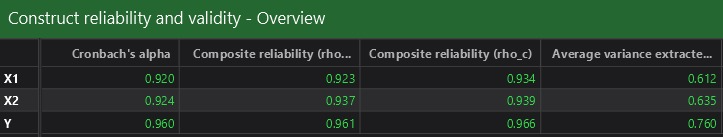 Construct reliability and validity - Overview
Cronbach's alpha Composite reliability (rho... Composite reliability (rho_c) Average variance extracte...
X1 0.920 0.923 0.934 0.612
X2 0.924 0.937 0.939 0.635
Y 0.960 0.961 0.966 0.760